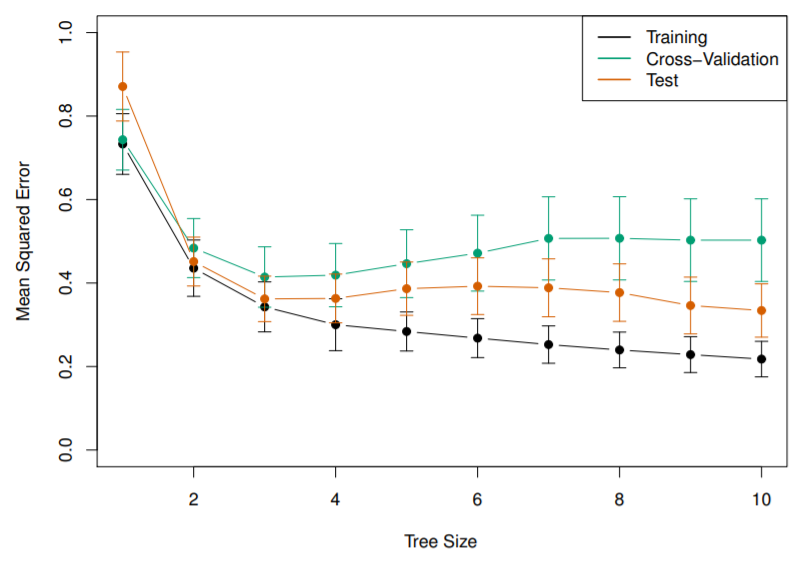 Training
Cross−Validation
Test
Mean Squared Error
1.0
0.8
0.6
0.4
0.2
0.0
2 4 6 8 10
Tree Size